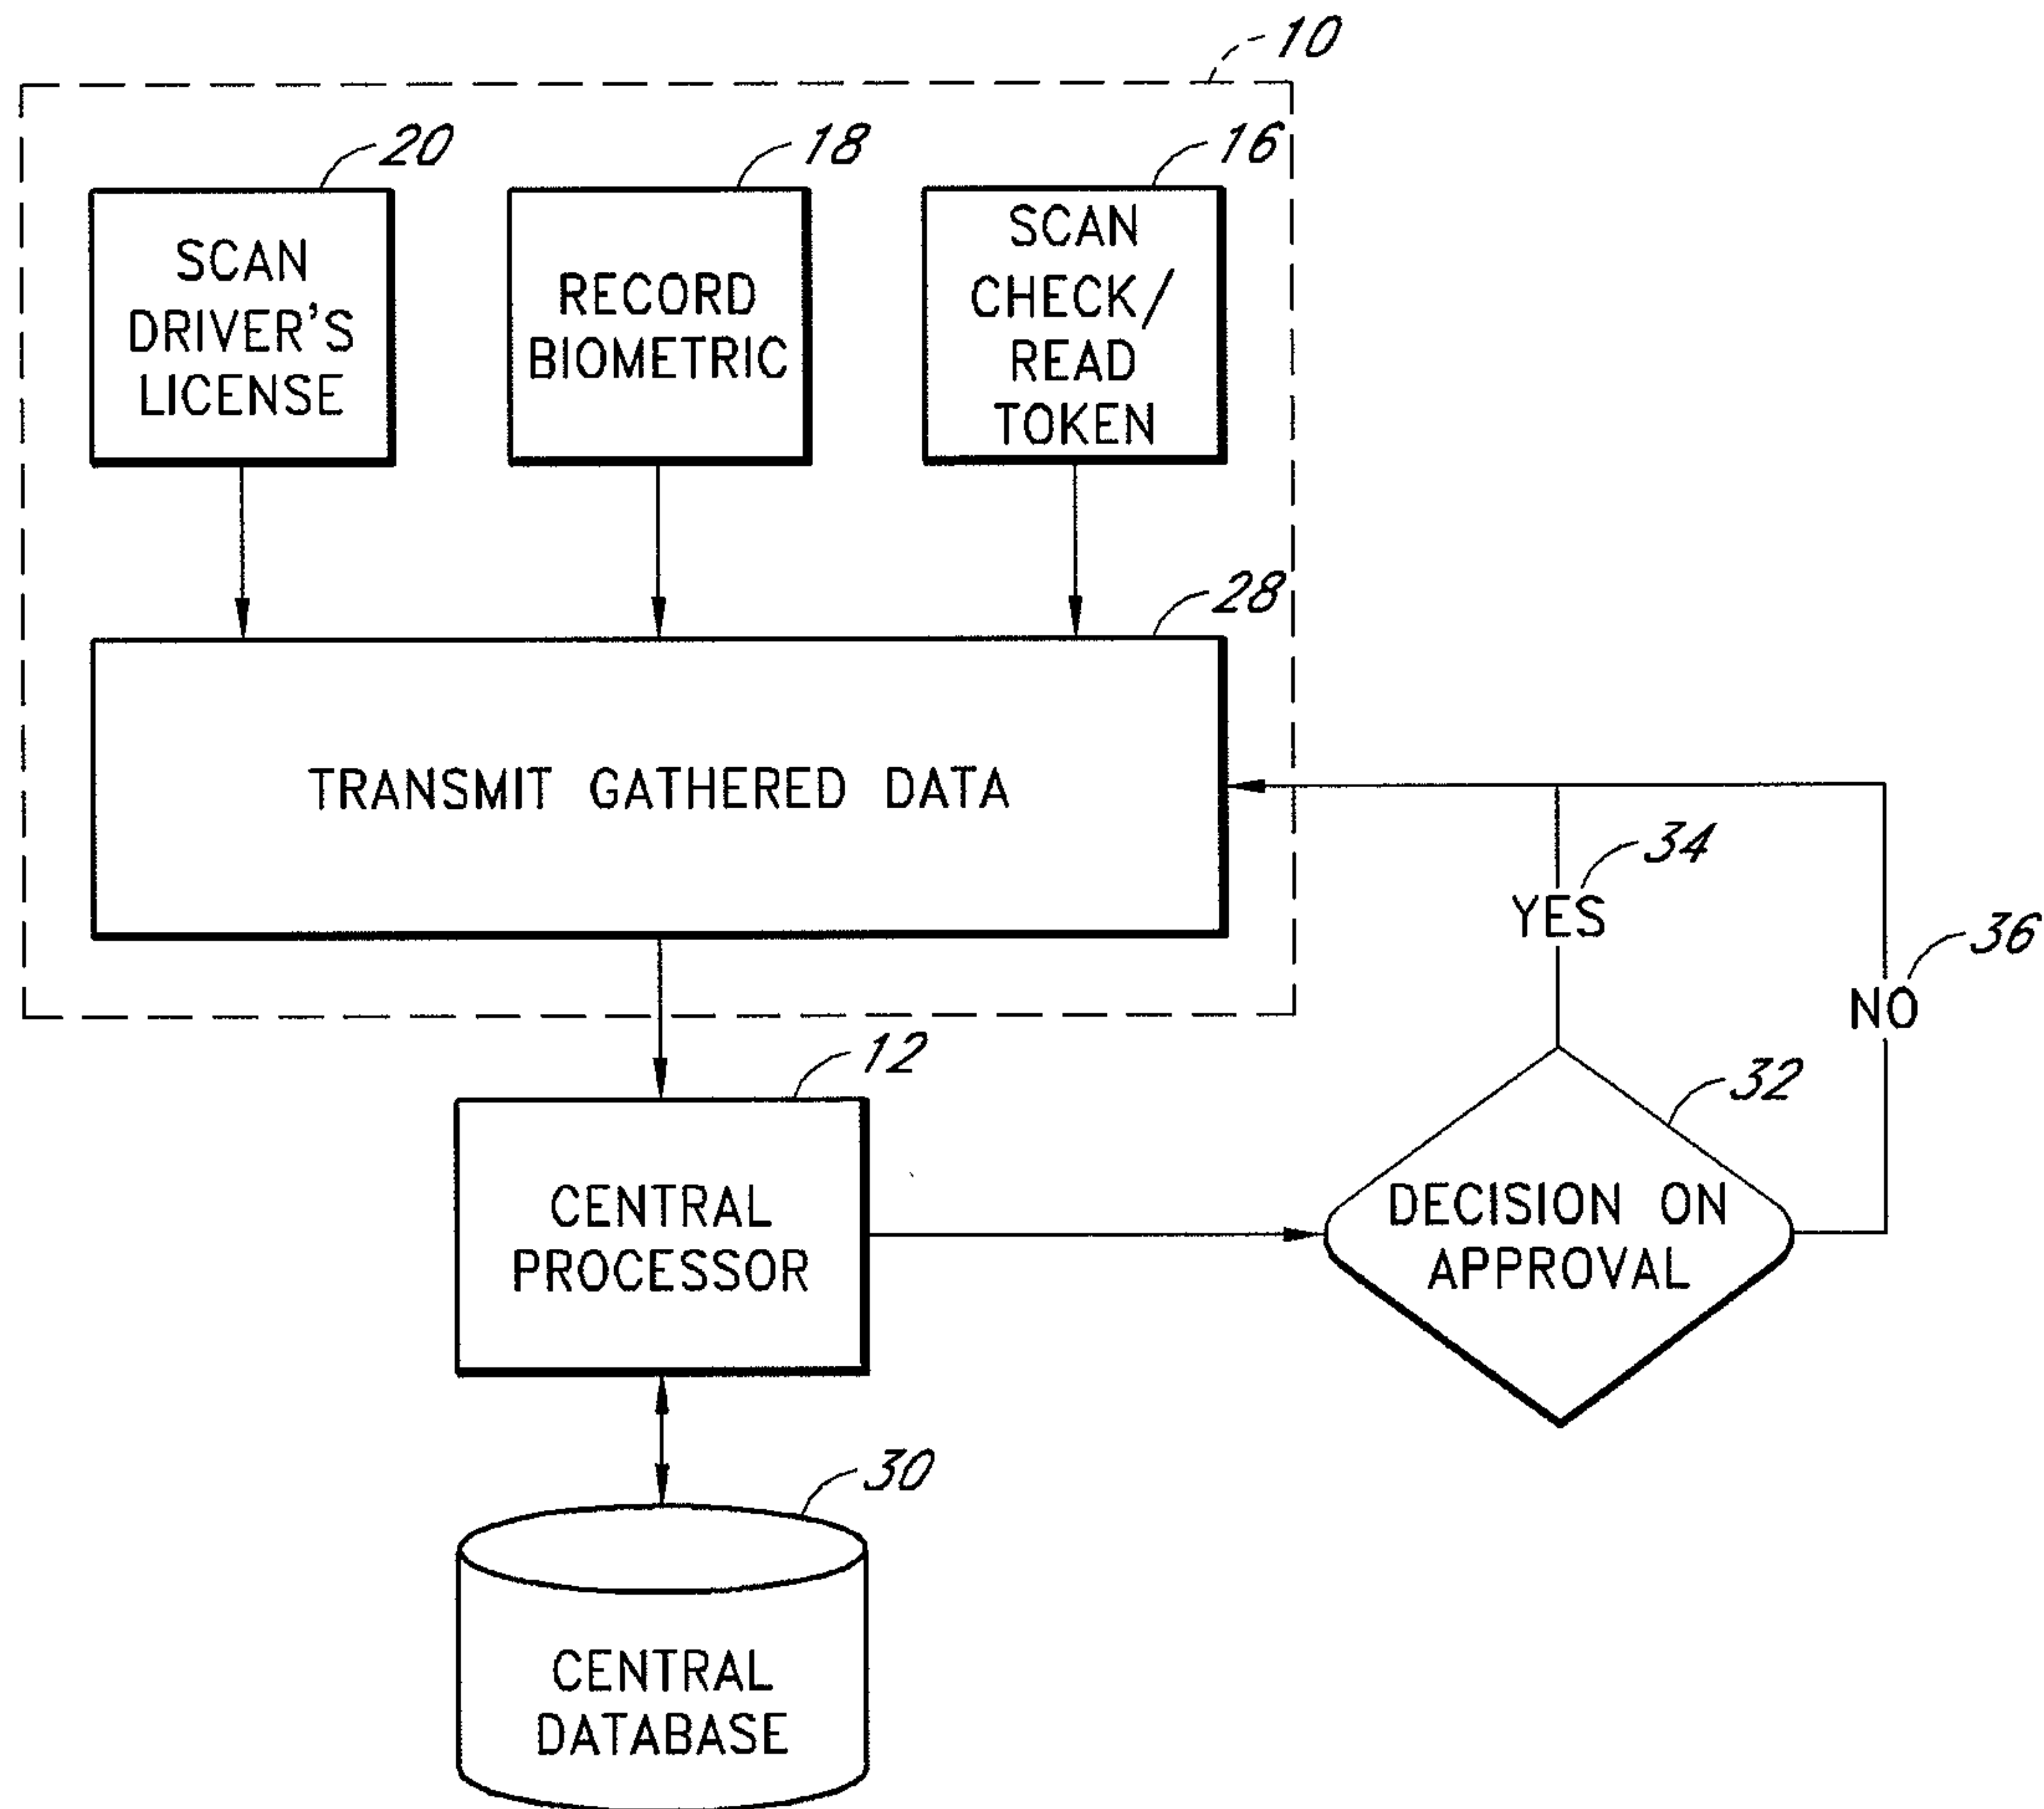 10
20
18
16
SCAN
DRIVER'S
LICENSE
RECORD
BIOMETRIC
SCAN
CHECK/
READ
TOKEN
28
TRANSMIT GATHERED DATA
34
YES
36
NO
12
32
CENTRAL
PROCESSOR
DECISION ON
APPROVAL
30
CENTRAL
DATABASE